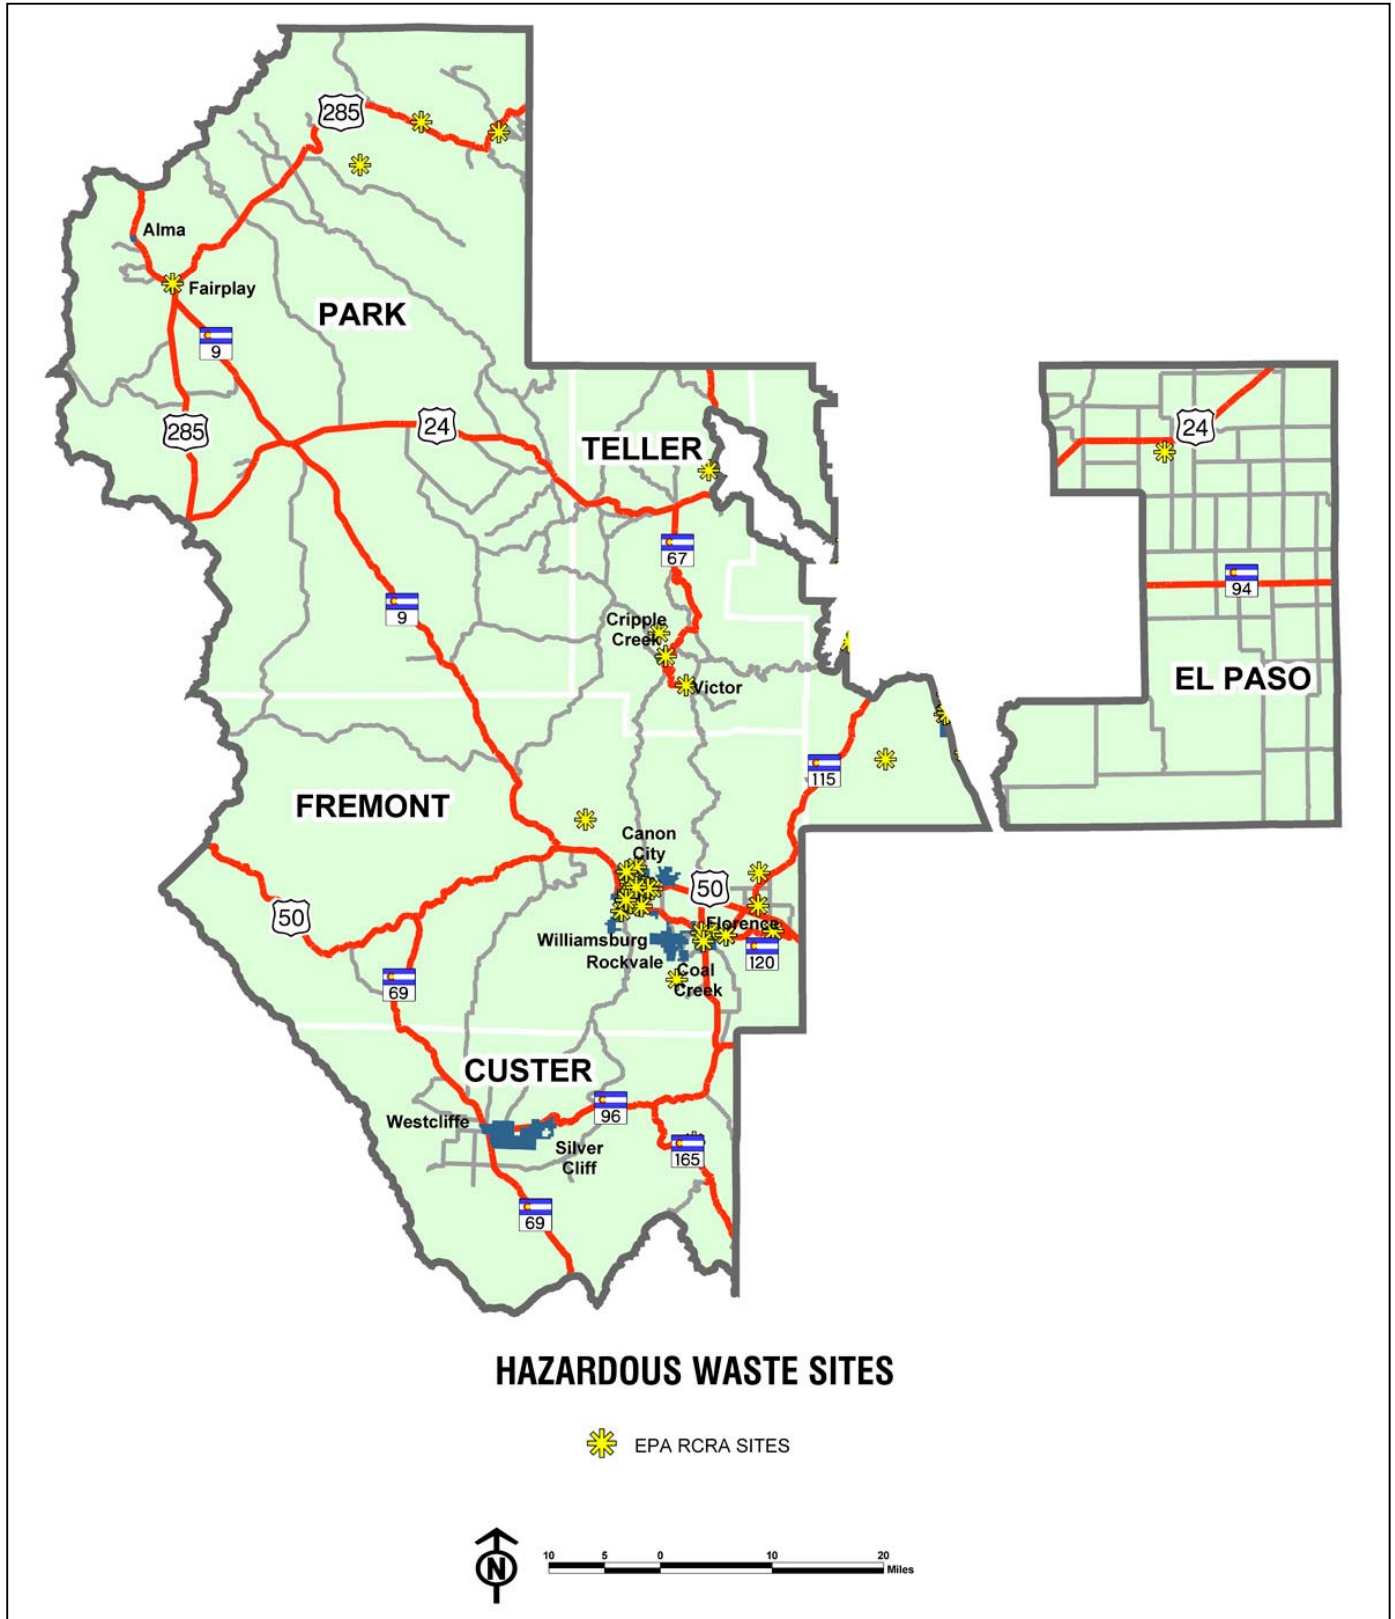 285
Alma
Fairplay
PARK
9
285
24
24
TELLER
67
94
9
Cripple
Creek
Victor
EL PASO
115
FREMONT
Canon
City
50
50
Florence
Williamsburg
120
Rockvale
Coal
Creek
69
CUSTER
96
Westcliffe
Silver
Cliff
165
69
HAZARDOUS WASTE SITES
EPA RCRA SITES
N
10 5 0 10 20
Miles